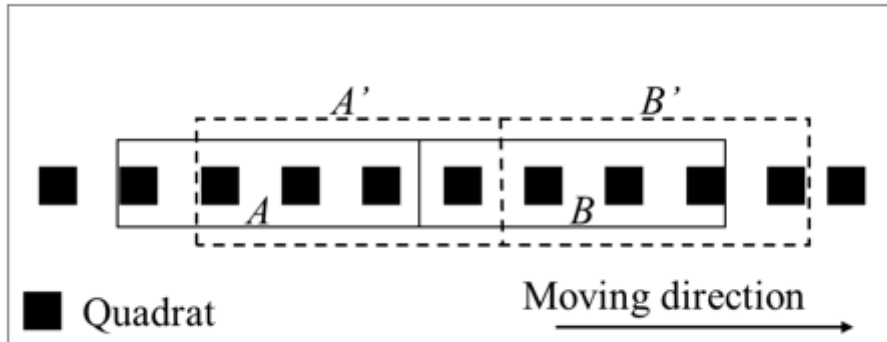 A’ B’
A B
Moving direction
Quadrat